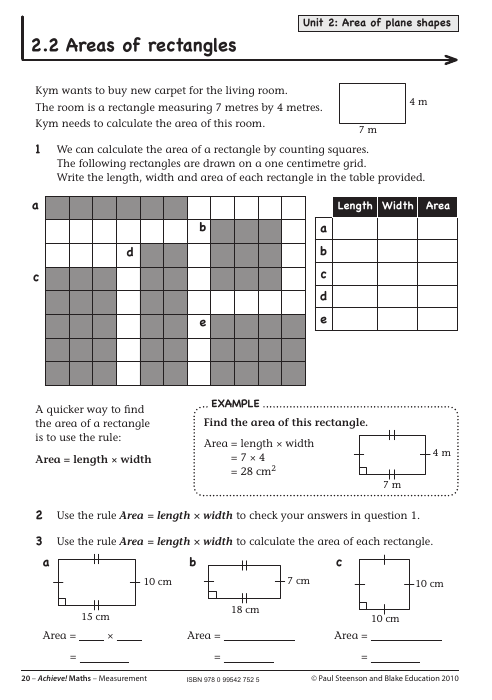 Unit 2: Area of plane shapes
2.2 Areas of rectangles
Kym wants to buy new carpet for the living room.
The room is a rectangle measuring 7 metres by 4 metres.
Kym needs to calculate the area of this room.
4 m
7 m
1 We can calculate the area of a rectangle by counting squares.
The following rectangles are drawn on a one centimetre grid.
Write the length, width and area of each rectangle in the table provided.
a
b
d
c
e
Length Width Area
a
b
c
d
e
A quicker way to find
the area of a rectangle
is to use the rule:
Area = length × width
EXAMPLE
Find the area of this rectangle.
Area = length × width
= 7 × 4
= 28 cm²
4 m
7 m
2 Use the rule Area = length × width to check your answers in question 1.
3 Use the rule Area = length × width to calculate the area of each rectangle.
a
10 cm
15 cm
b
7 cm
18 cm
c
10 cm
10 cm
Area = ____ × ____
= ________
Area = ____________
= ________
Area = ____________
= ________
20 – Achieve! Maths – Measurement
ISBN 978 0 99542 752 5
© Paul Steenson and Blake Education 2010